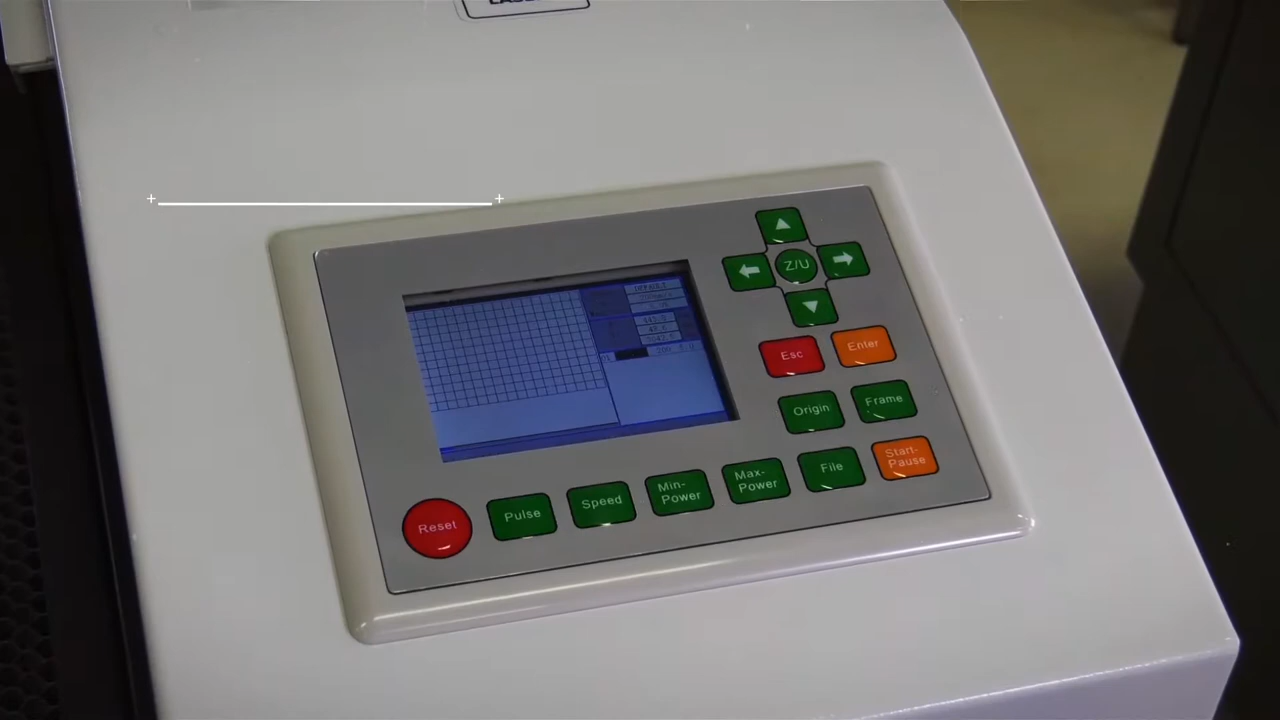 Z/U
Esc
Enter
Origin
Frame
Reset
Pulse
Speed
Min-
Power
Max-
Power
File
Start-
Pause